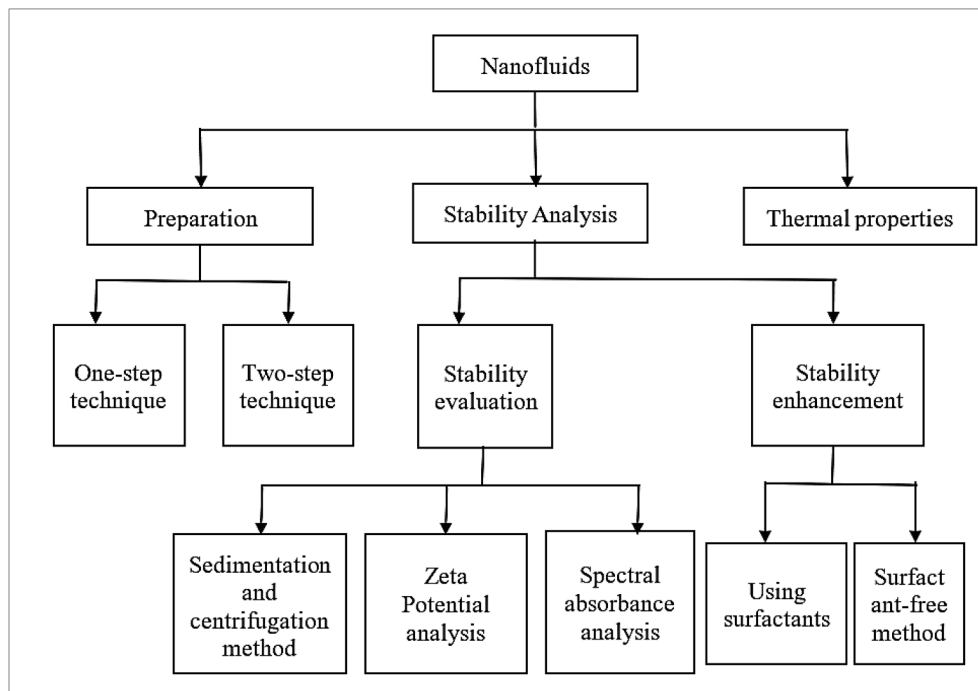 Nanofluids
Preparation
Stability Analysis
Thermal properties
One-step
technique
Two-step
technique
Stability
evaluation
Stability
enhancement
Sedimentation
and
centrifugation
method
Zeta
Potential
analysis
Spectral
absorbance
analysis
Using
surfactants
Surfact
ant-free
method